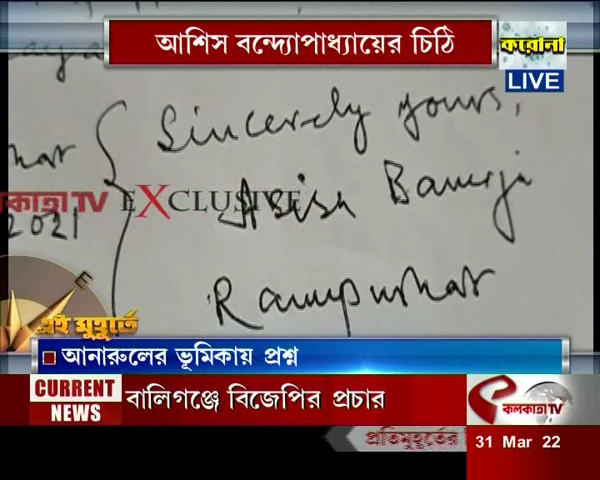 আশিস বন্দ্যোপাধ্যায়ের চিঠি
করোনা
LIVE
Sincerely yours,
Asish Banerji
Rampurhat
2021
কলকাতা TV EXCLUSIVE
এই মুহূর্তে
আনারুলের ভূমিকায় প্রশ্ন
CURRENT NEWS
বালিগঞ্জে বিজেপির প্রচার
কলকাতা TV
প্রতিমুহূর্তের
31 Mar 22